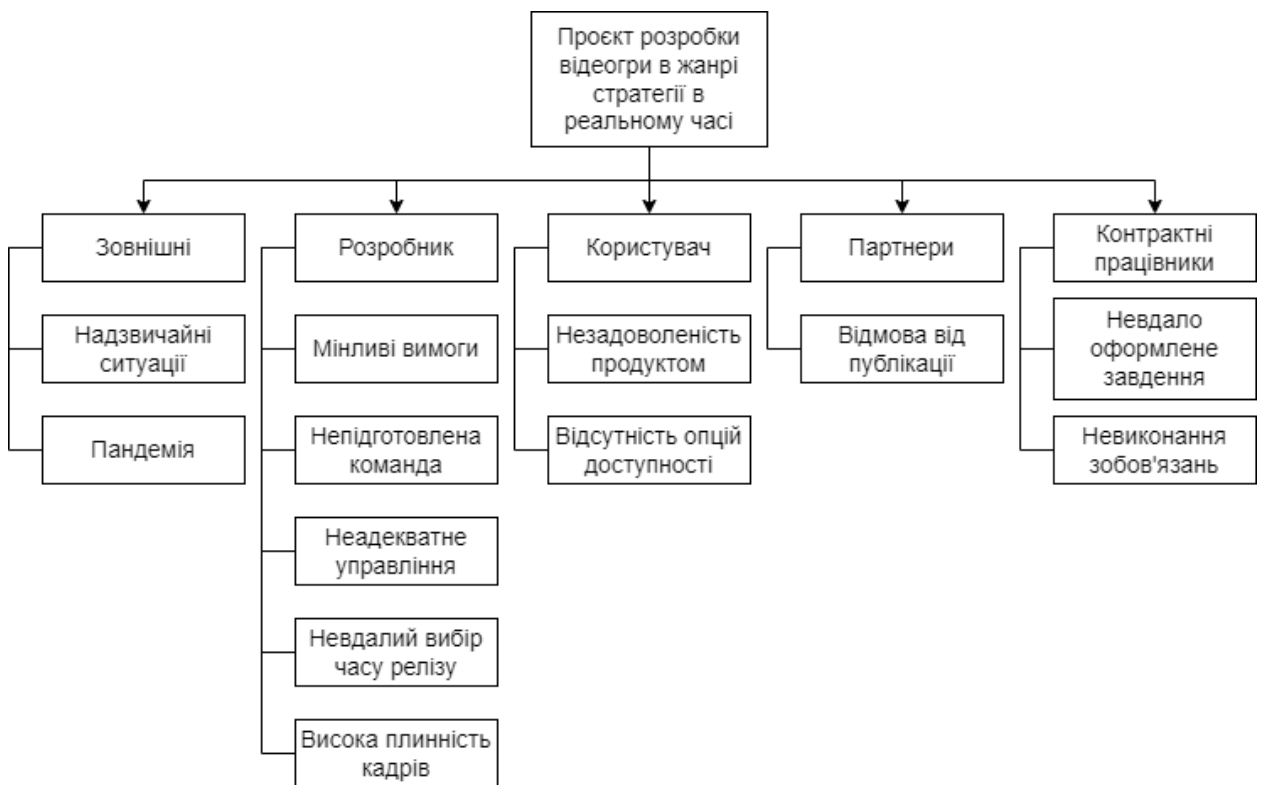 Проєкт розробки
відеогри в жанрі
стратегії в
реальному часі
Зовнішні
Надзвичайні
ситуації
Пандемія
Розробник
Мінливі вимоги
Непідготовлена
команда
Неадекватне
управління
Невдалий вибір
часу релізу
Висока плинність
кадрів
Користувач
Незадоволеність
продуктом
Відсутність опцій
доступності
Партнери
Відмова від
публікації
Контрактні
працівники
Невдало
оформлене
завдення
Невиконання
зобов'язань